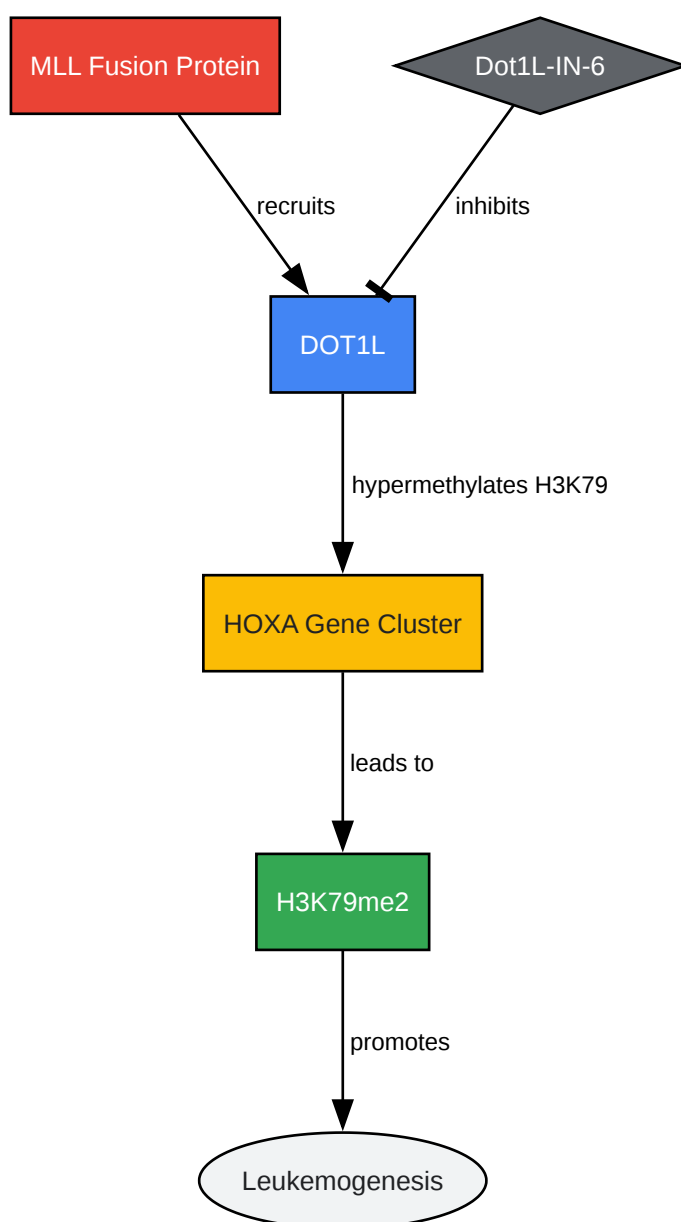 MLL Fusion Protein
Dot1L-IN-6
recruits
inhibits
DOT1L
hypermethylates H3K79
HOXA Gene Cluster
leads to
H3K79me2
promotes
Leukemogenesis